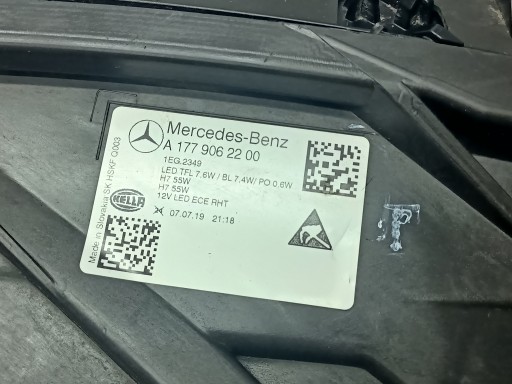 Mercedes-Benz
A 177 906 22 00
1EG.2349
LED TFL 7.6W / BL 7.4W/ PO 0.6W
H7 55W
H7 55W
12V LED ECE RHT
07.07.19 21:18
HELLA
Made in Slovakia SK HSKF Q003